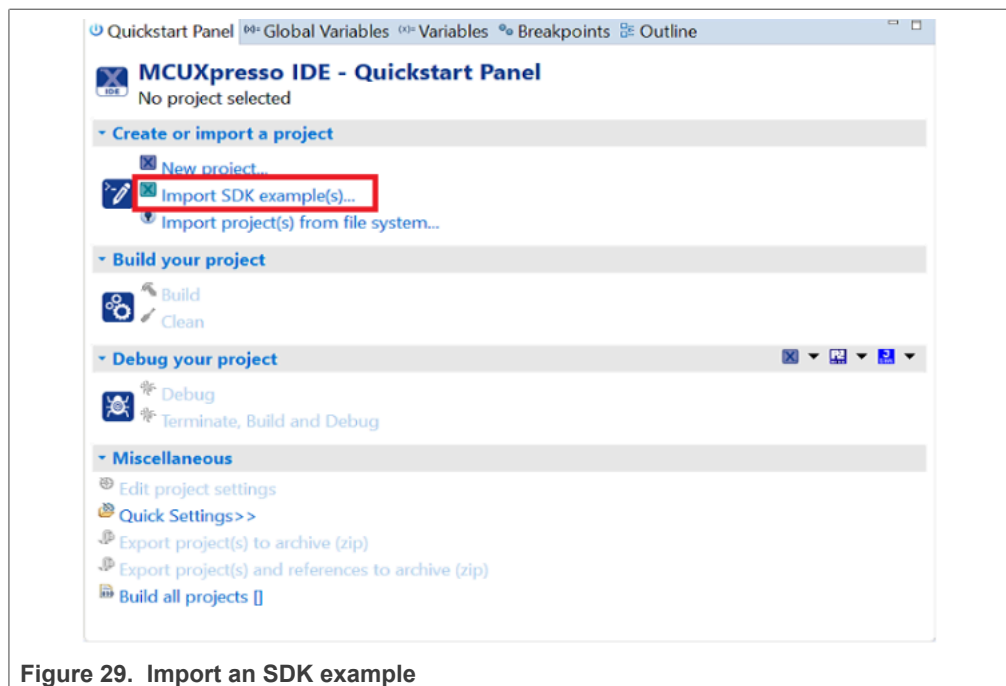 Quickstart Panel (x)= Global Variables (x)= Variables Breakpoints Outline
MCUXpresso IDE - Quickstart Panel
IDE
No project selected
Create or import a project
New project...
Import SDK example(s)...
Import project(s) from file system...
Build your project
Build
Clean
Debug your project
Debug
Terminate, Build and Debug
Miscellaneous
Edit project settings
Quick Settings>>
Export project(s) to archive (zip)
Export project(s) and references to archive (zip)
Build all projects []
Figure 29. Import an SDK example